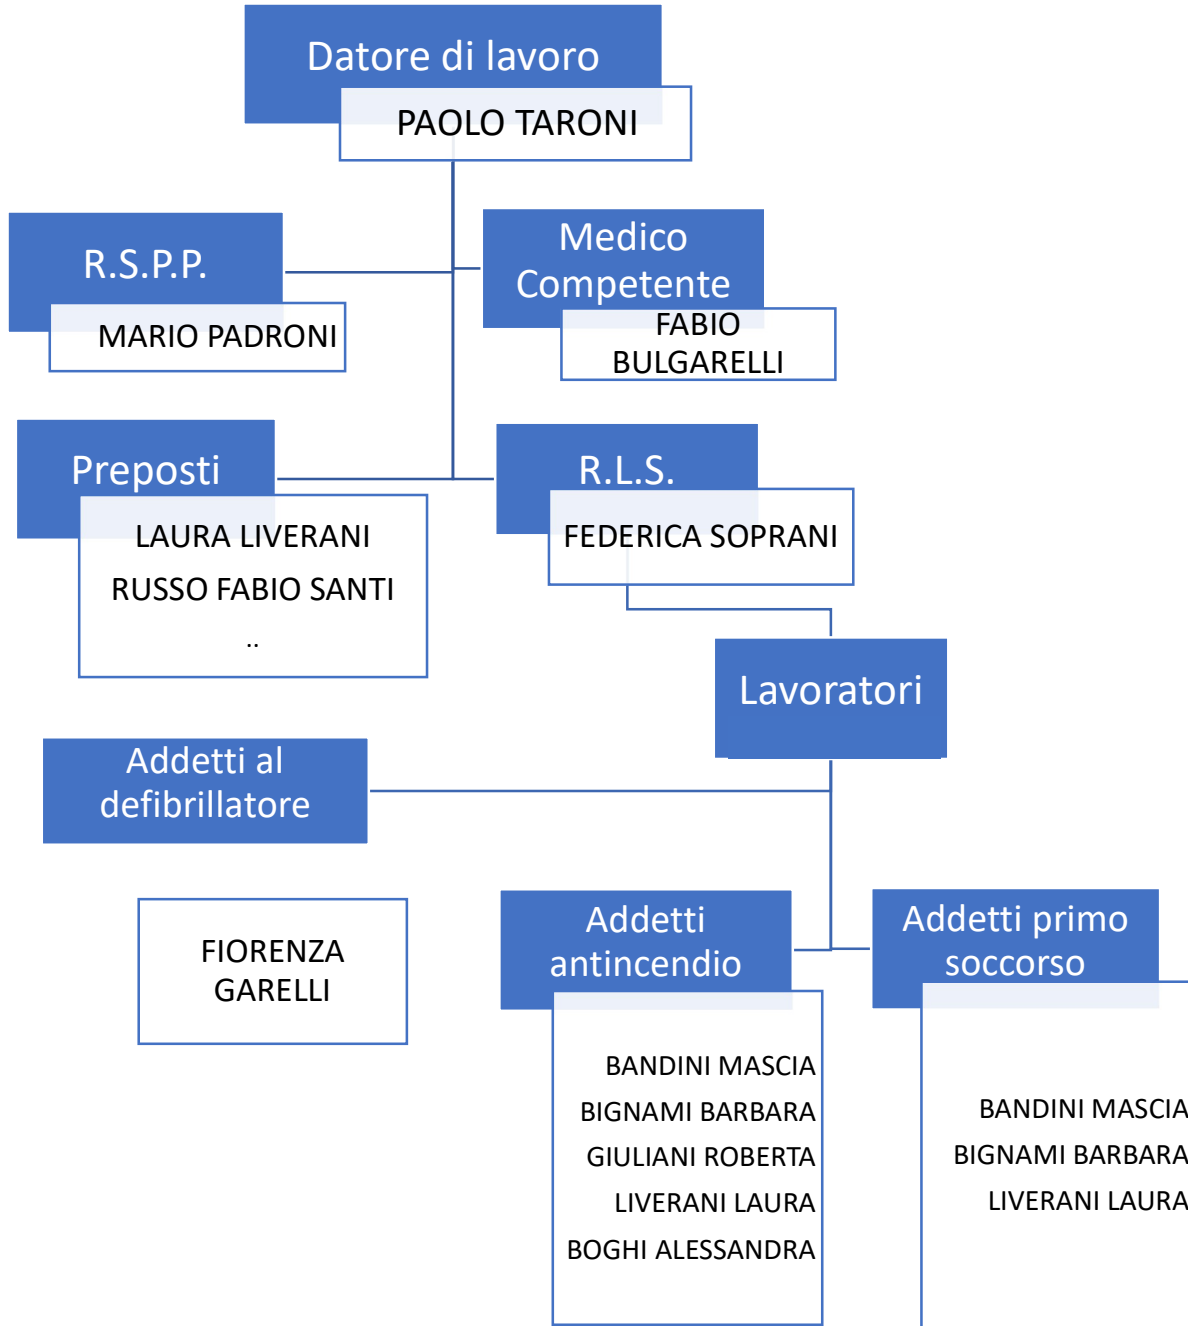 Datore di lavoro
PAOLO TARONI
R.S.P.P.
MARIO PADRONI
Medico
Competente
FABIO
BULGARELLI
Preposti
LAURA LIVERANI
RUSSO FABIO SANTI
..
R.L.S.
FEDERICA SOPRANI
Lavoratori
Addetti al
defibrillatore
FIORENZA
GARELLI
Addetti
antincendio
BANDINI MASCIA
BIGNAMI BARBARA
GIULIANI ROBERTA
LIVERANI LAURA
BOGHI ALESSANDRA
Addetti primo
soccorso
BANDINI MASCIA
BIGNAMI BARBARA
LIVERANI LAURA